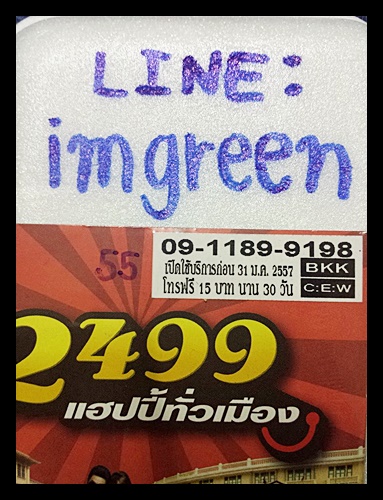 LINE:
imgreen
09-1189-9198
เปิดใช้บริการก่อน 31 ม.ค. 2557 BKK
โทรฟรี 15 บาท นาน 30 วัน C:E:W
55
2499
แฮปปี้ทั่วเมือง